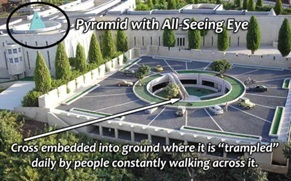 Pyramid with All-Seeing Eye
Cross embedded into ground where it is “trampled”
daily by people constantly walking across it.